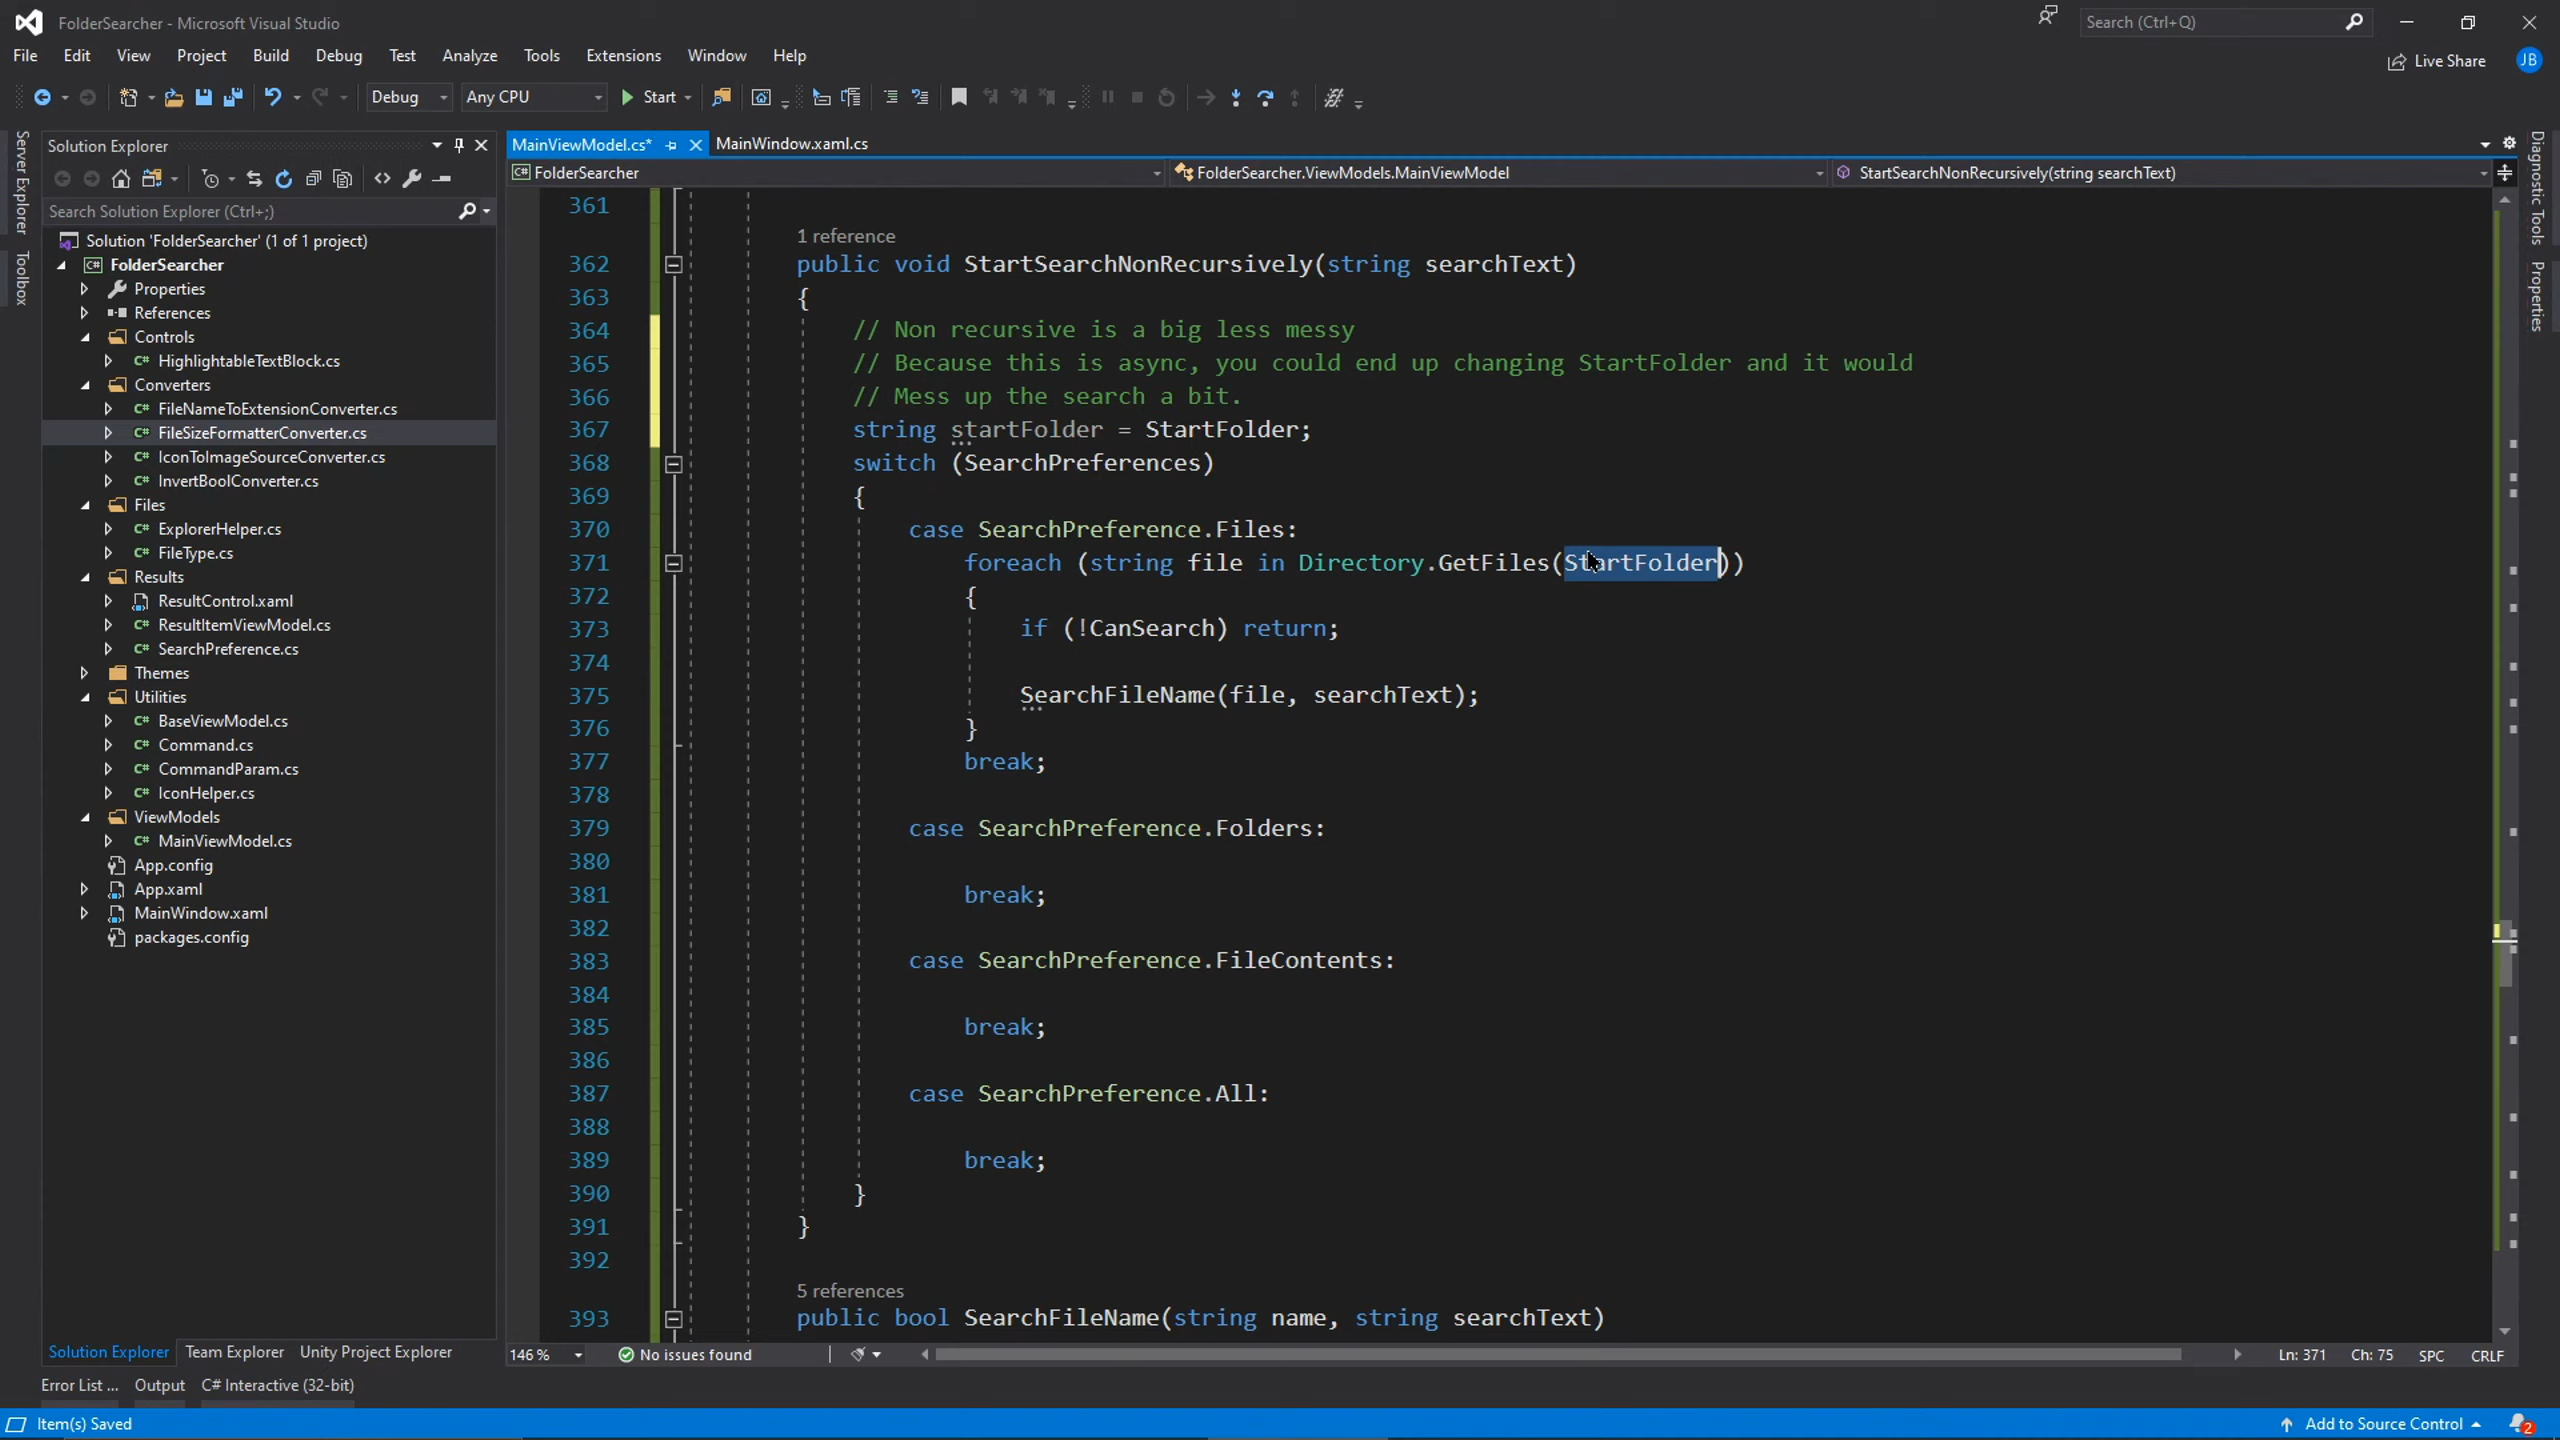 FolderSearcher - Microsoft Visual Studio
Search (Ctrl+Q)
File Edit View Project Build Debug Test Analyze Tools Extensions Window Help
Live Share
JB
Debug
Any CPU
Start
Server Explorer
Toolbox
Solution Explorer
Search Solution Explorer (Ctrl+;)
Solution 'FolderSearcher' (1 of 1 project)
FolderSearcher
Properties
References
Controls
HighlightableTextBlock.cs
Converters
FileNameToExtensionConverter.cs
FileSizeFormatterConverter.cs
IconToImageSourceConverter.cs
InvertBoolConverter.cs
Files
ExplorerHelper.cs
FileType.cs
Results
ResultControl.xaml
ResultItemViewModel.cs
SearchPreference.cs
Themes
Utilities
BaseViewModel.cs
Command.cs
CommandParam.cs
IconHelper.cs
ViewModels
MainViewModel.cs
App.config
App.xaml
MainWindow.xaml
packages.config
Solution Explorer Team Explorer Unity Project Explorer
MainViewModel.cs* MainWindow.xaml.cs
FolderSearcher
FolderSearcher.ViewModels.MainViewModel
StartSearchNonRecursively(string searchText)
361
1 reference
362 public void StartSearchNonRecursively(string searchText)
363 {
364 // Non recursive is a big less messy
365 // Because this is async, you could end up changing StartFolder and it would
366 // Mess up the search a bit.
367 string startFolder = StartFolder;
368 switch (SearchPreferences)
369 {
370 case SearchPreference.Files:
371 foreach (string file in Directory.GetFiles(StartFolder))
372 {
373 if (!CanSearch) return;
374
375 SearchFileName(file, searchText);
376 }
377 break;
378
379 case SearchPreference.Folders:
380
381 break;
382
383 case SearchPreference.FileContents:
384
385 break;
386
387 case SearchPreference.All:
388
389 break;
390 }
391 }
392
5 references
393 public bool SearchFileName(string name, string searchText)
146 %
No issues found
Ln: 371 Ch: 75 SPC CRLF
Diagnostic Tools
Properties
Error List ... Output C# Interactive (32-bit)
Item(s) Saved
Add to Source Control
2